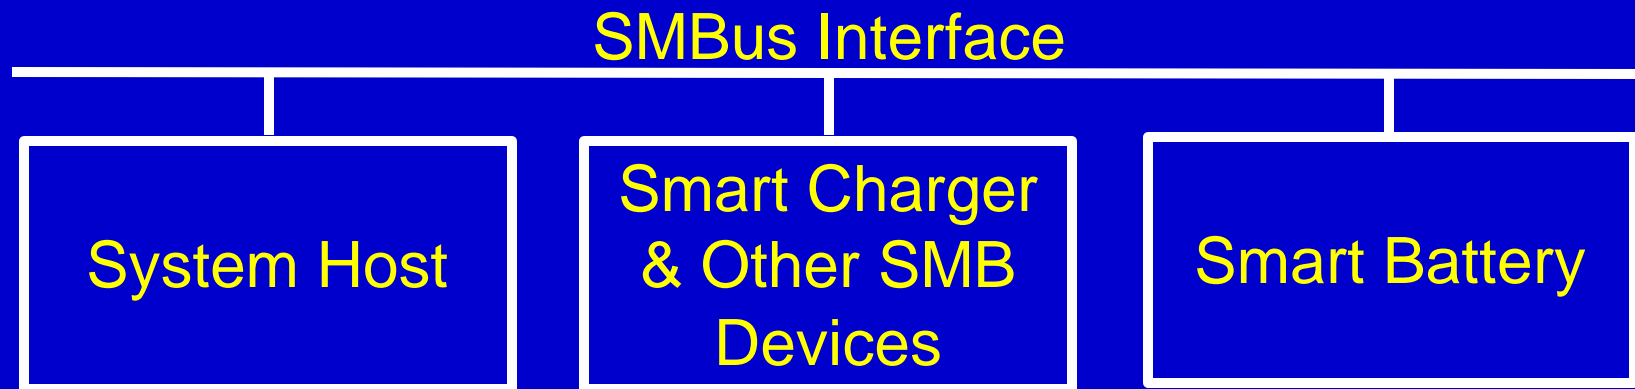 SMBus Interface
System Host
Smart Charger
& Other SMB
Devices
Smart Battery